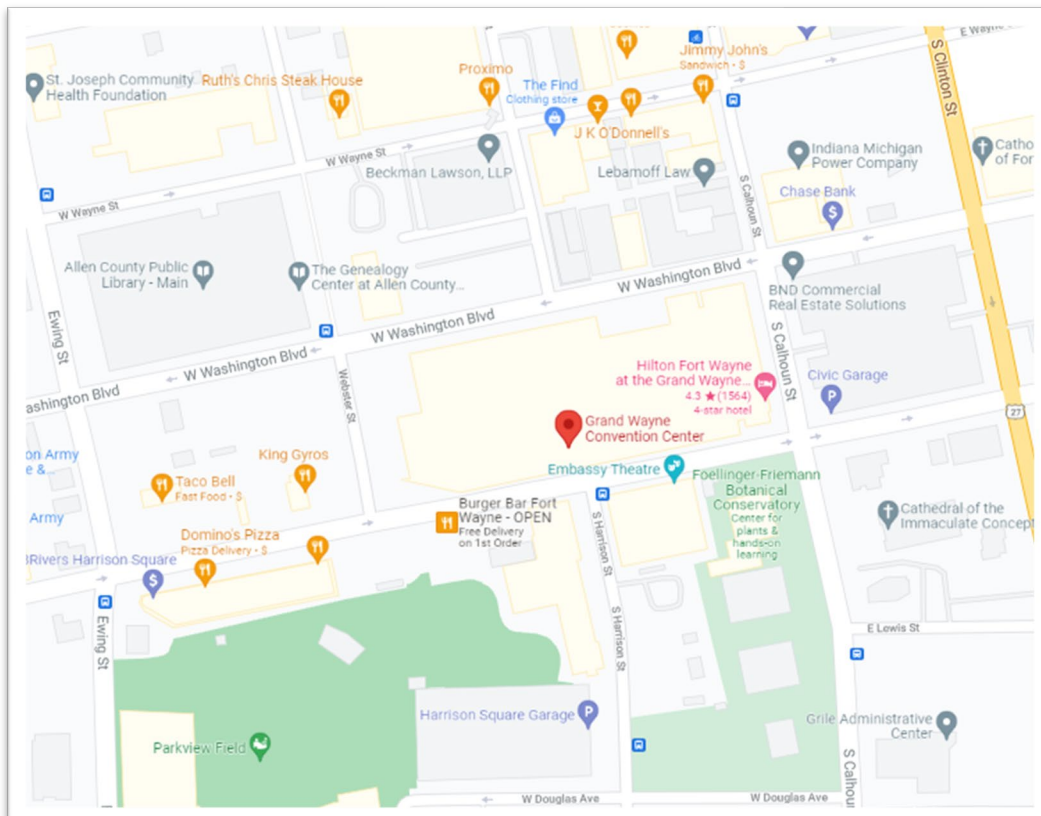 E Wayne
S Clinton St
Jimmy John's
Sandwich · $
St. Joseph Community
Health Foundation
Ruth's Chris Steak House
Proximo
The Find
Clothing store
J K O'Donnell's
Indiana Michigan
Power Company
Catho
of For
W Wayne St
Beckman Lawson, LLP
Lebamoff Law
S Calhoun St
Chase Bank
$
W Wayne St
Allen County Public
Library - Main
The Genealogy
Center at Allen County...
W Washington Blvd
BND Commercial
Real Estate Solutions
Ewing St
W Washington Blvd
S Calhoun St
W Washington Blvd
ashington Blvd
Webster St
Hilton Fort Wayne
at the Grand Wayne...
4.3 ★ (1564)
4-star hotel
Civic Garage
P
27
Grand Wayne
Convention Center
on Army
e &...
King Gyros
Taco Bell
Fast Food · $
Embassy Theatre
Foellinger-Friemann
Botanical
Conservatory
Center for
plants &
hands-on
learning
Burger Bar Fort
Wayne - OPEN
Free Delivery
on 1st Order
Cathedral of the
Immaculate Concept
Army
Domino's Pizza
Pizza Delivery · $
S Harrison St
3Rivers Harrison Square
$
Ewing St
S Harrison St
E Lewis St
Harrison Square Garage
P
Grile Administrative
Center
Parkview Field
S Calhou
W Douglas Ave
W Douglas Ave